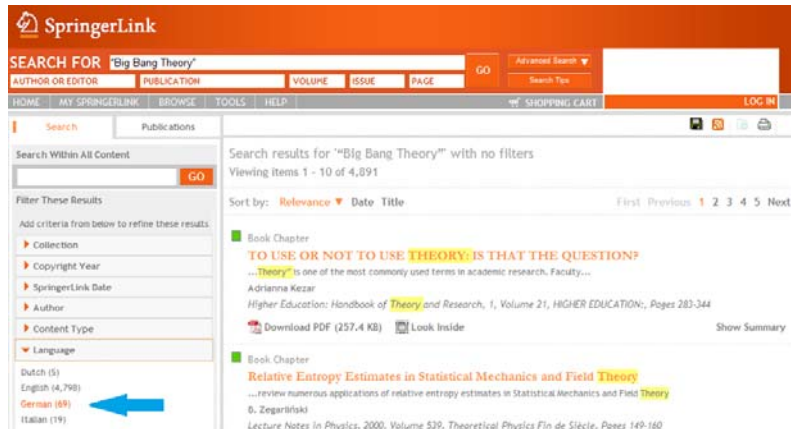 SpringerLink
SEARCH FOR "Big Bang Theory" GO Advanced Search
AUTHOR OR EDITOR PUBLICATION VOLUME ISSUE PAGE Search Tips
HOME MY SPRINGERLINK BROWSE TOOLS HELP SHOPPING CART LOG IN
Search Publications
Search Within All Content
GO
Filter These Results
Add criteria from below to refine these results
Collection
Copyright Year
SpringerLink Date
Author
Content Type
Language
Dutch (5)
English (4,798)
German (69)
Italian (19)
Search results for '"Big Bang Theory"' with no filters
Viewing items 1 - 10 of 4,891
Sort by: Relevance Date Title First Previous 1 2 3 4 5 Next
Book Chapter
TO USE OR NOT TO USE THEORY: IS THAT THE QUESTION?
...Theory" is one of the most commonly used terms in academic research. Faculty...
Adrianna Kezar
Higher Education: Handbook of Theory and Research, 1, Volume 21, HIGHER EDUCATION:, Pages 283-344
Download PDF (257.4 KB) Look Inside Show Summary
Book Chapter
Relative Entropy Estimates in Statistical Mechanics and Field Theory
...review numerous applications of relative entropy estimates in Statistical Mechanics and Field Theory
B. Zegarliński
Lecture Notes in Physics, 2000, Volume 539, Theoretical Physics Fin de Siècle, Pages 149-160